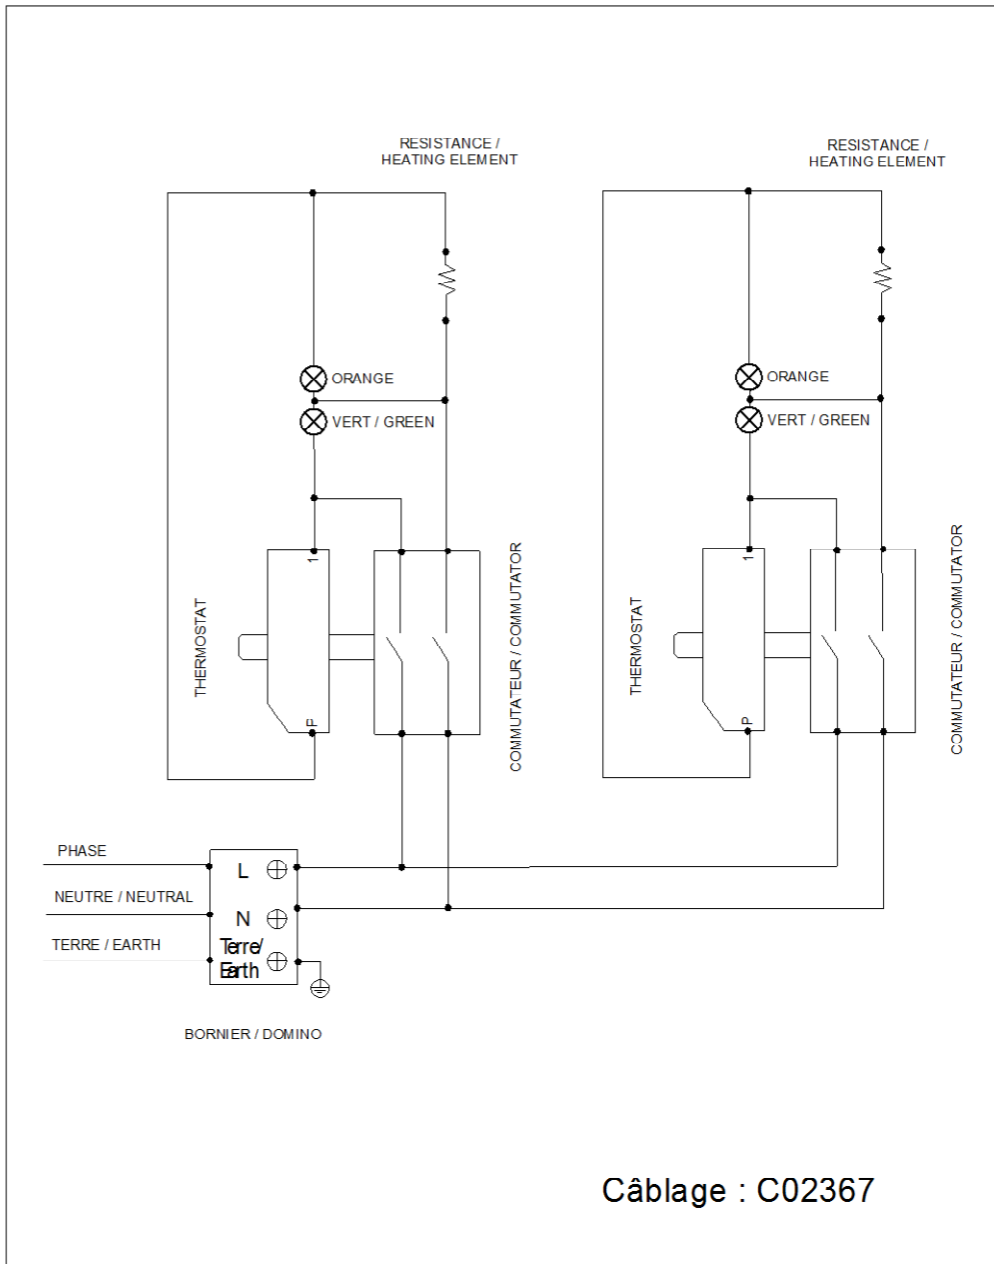 RESISTANCE /
HEATING ELEMENT
RESISTANCE /
HEATING ELEMENT
ORANGE
ORANGE
VERT / GREEN
VERT / GREEN
1
1
THERMOSTAT
COMMUTATEUR / COMMUTATOR
THERMOSTAT
COMMUTATEUR / COMMUTATOR
P
P
PHASE
L
NEUTRE / NEUTRAL
N
TERRE / EARTH
Terre/
Earth
BORNIER / DOMINO
Câblage : C02367